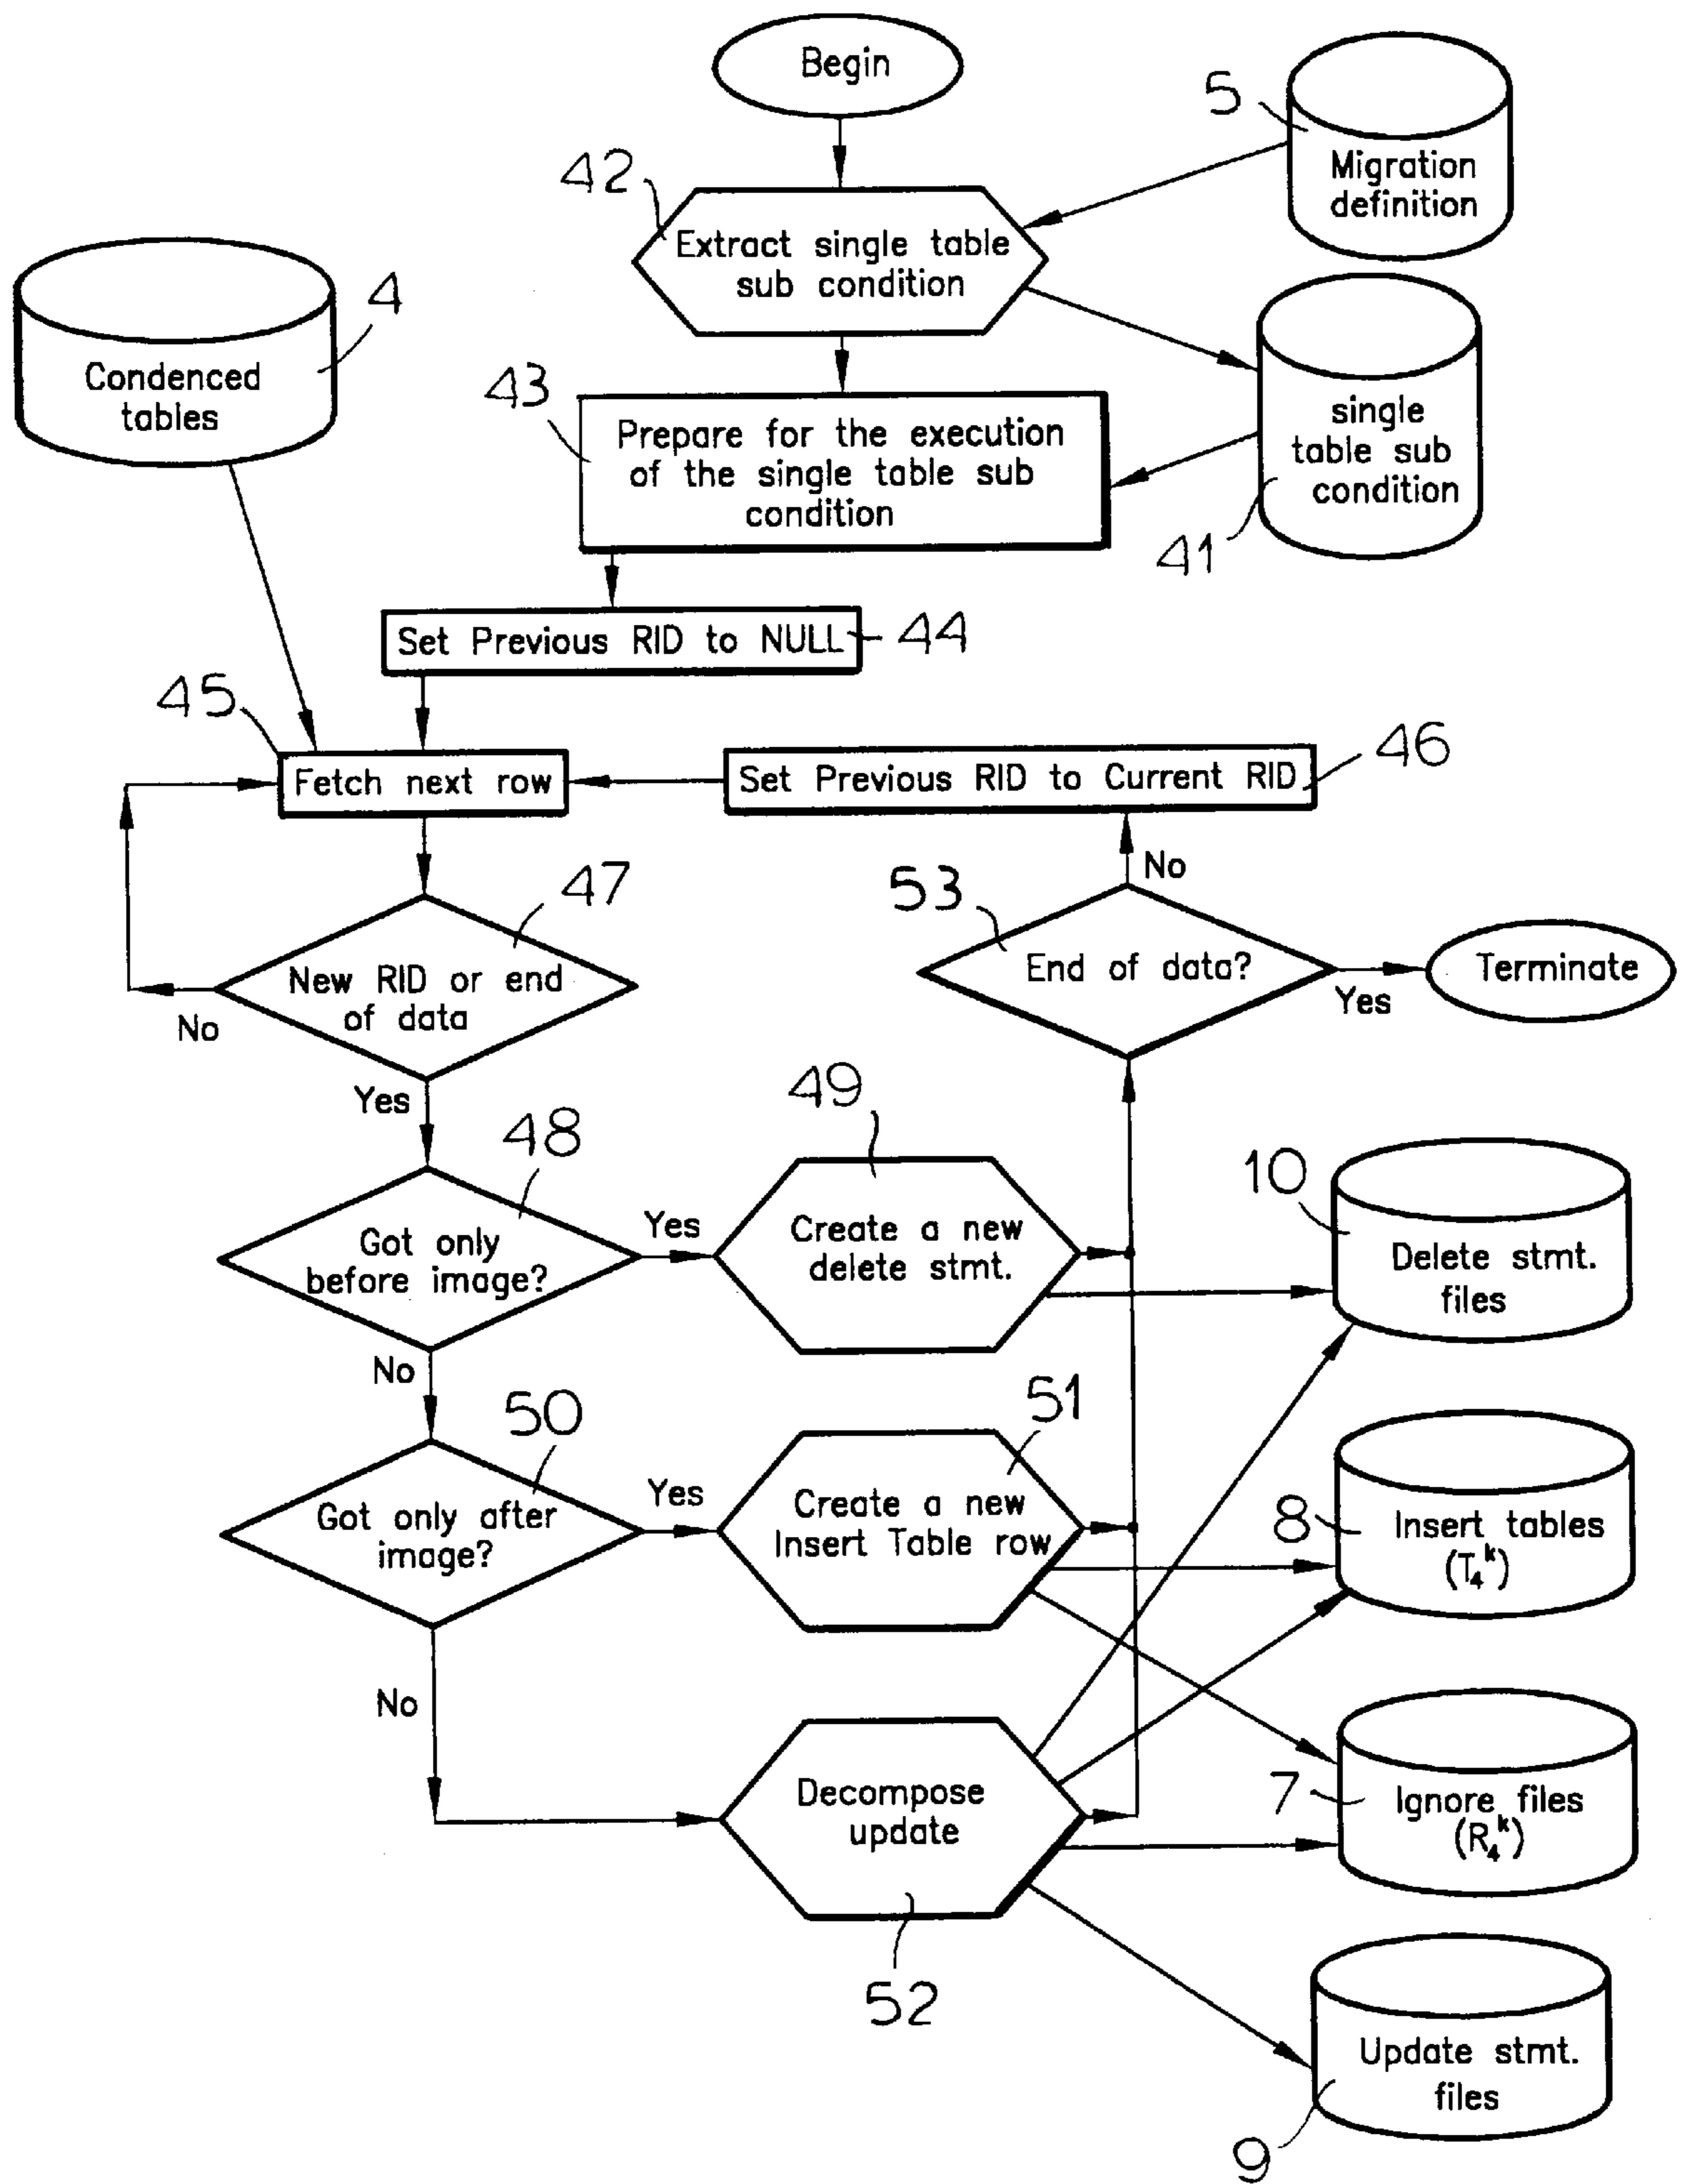 Begin
5
Migration
definition
42
Extract single table
sub condition
4
Condenced
tables
43
Prepare for the execution
of the single table sub
condition
single
table sub
condition
41
Set Previous RID to NULL
44
45
Fetch next row
Set Previous RID to Current RID
46
47
New RID or end
of data
No
Yes
53
No
End of data?
Yes
Terminate
48
Got only
before image?
Yes
No
49
Create a new
delete stmt.
10
Delete stmt.
files
50
Got only after
image?
Yes
No
51
Create a new
Insert Table row
8
Insert tables
(T₄ᵏ)
Decompose
update
52
7
Ignore files
(R₄ᵏ)
Update stmt.
files
9